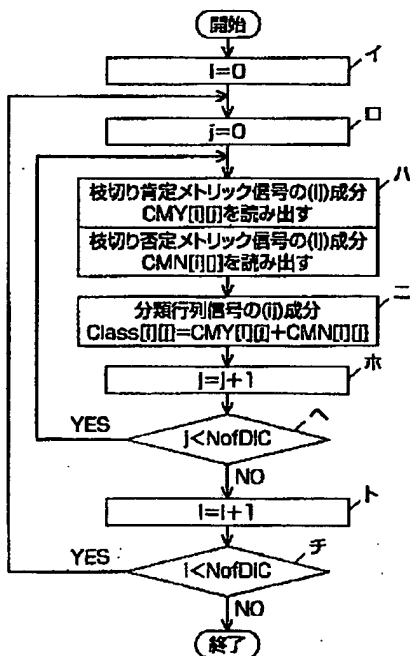 開始
イ
i=0
ロ
j=0
ハ
枝切り肯定メトリック信号の(ij)成分
CMY[i][j]を読み出す
枝切り否定メトリック信号の(ij)成分
CMN[i][j]を読み出す
ニ
分類行列信号の(ij)成分
Class[i][j]=CMY[i][j]+CMN[i][j]
ホ
j=j+1
ヘ
YES
j<NofDIC
NO
ト
i=i+1
チ
YES
i<NofDIC
NO
終了